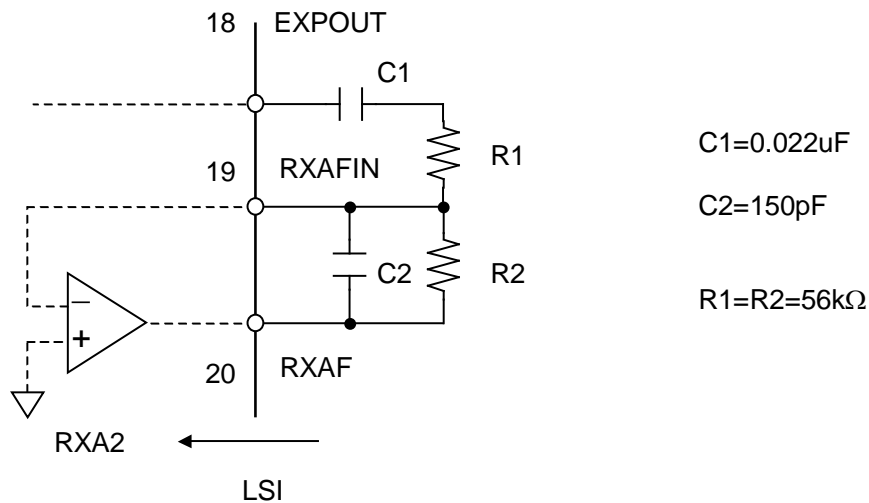 18 EXPOUT
C1
R1
19 RXAFIN
C2
R2
20 RXAF
RXA2
LSI
C1=0.022uF
C2=150pF
R1=R2=56kΩ